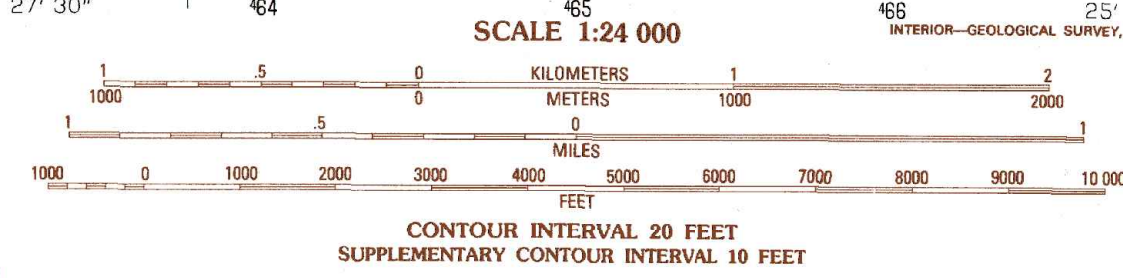 27' 30" ⁴64 ⁴65 ⁴66 25'
SCALE 1:24 000
INTERIOR—GEOLOGICAL SURVEY,
1 .5 0 KILOMETERS 1 2
1000 0 METERS 1000 2000
1 .5 0 1
MILES
1000 0 1000 2000 3000 4000 5000 6000 7000 8000 9000 10 000
FEET
CONTOUR INTERVAL 20 FEET
SUPPLEMENTARY CONTOUR INTERVAL 10 FEET